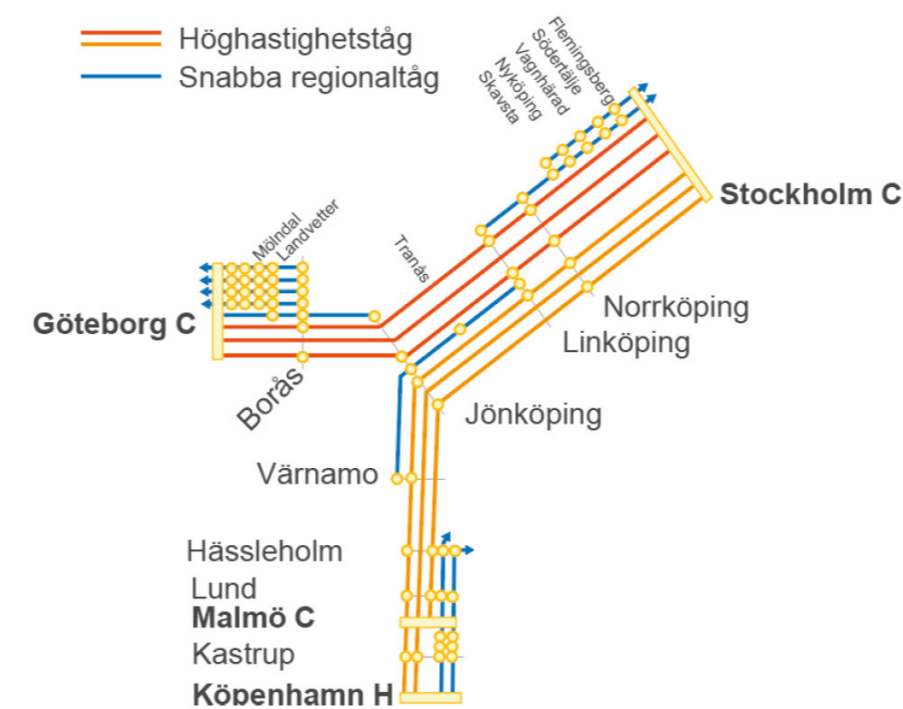 Höghastighetståg
Snabba regionaltåg
Flemingsberg
Södertälje
Vagnhärad
Nyköping
Skavsta
Stockholm C
Mölndal
Landvetter
Tranås
Göteborg C
Norrköping
Linköping
Borås
Jönköping
Värnamo
Hässleholm
Lund
Malmö C
Kastrup
Köpenhamn H